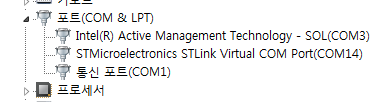 포트(COM & LPT)
Intel(R) Active Management Technology - SOL(COM3)
STMicroelectronics STLink Virtual COM Port(COM14)
통신 포트(COM1)
프로세서